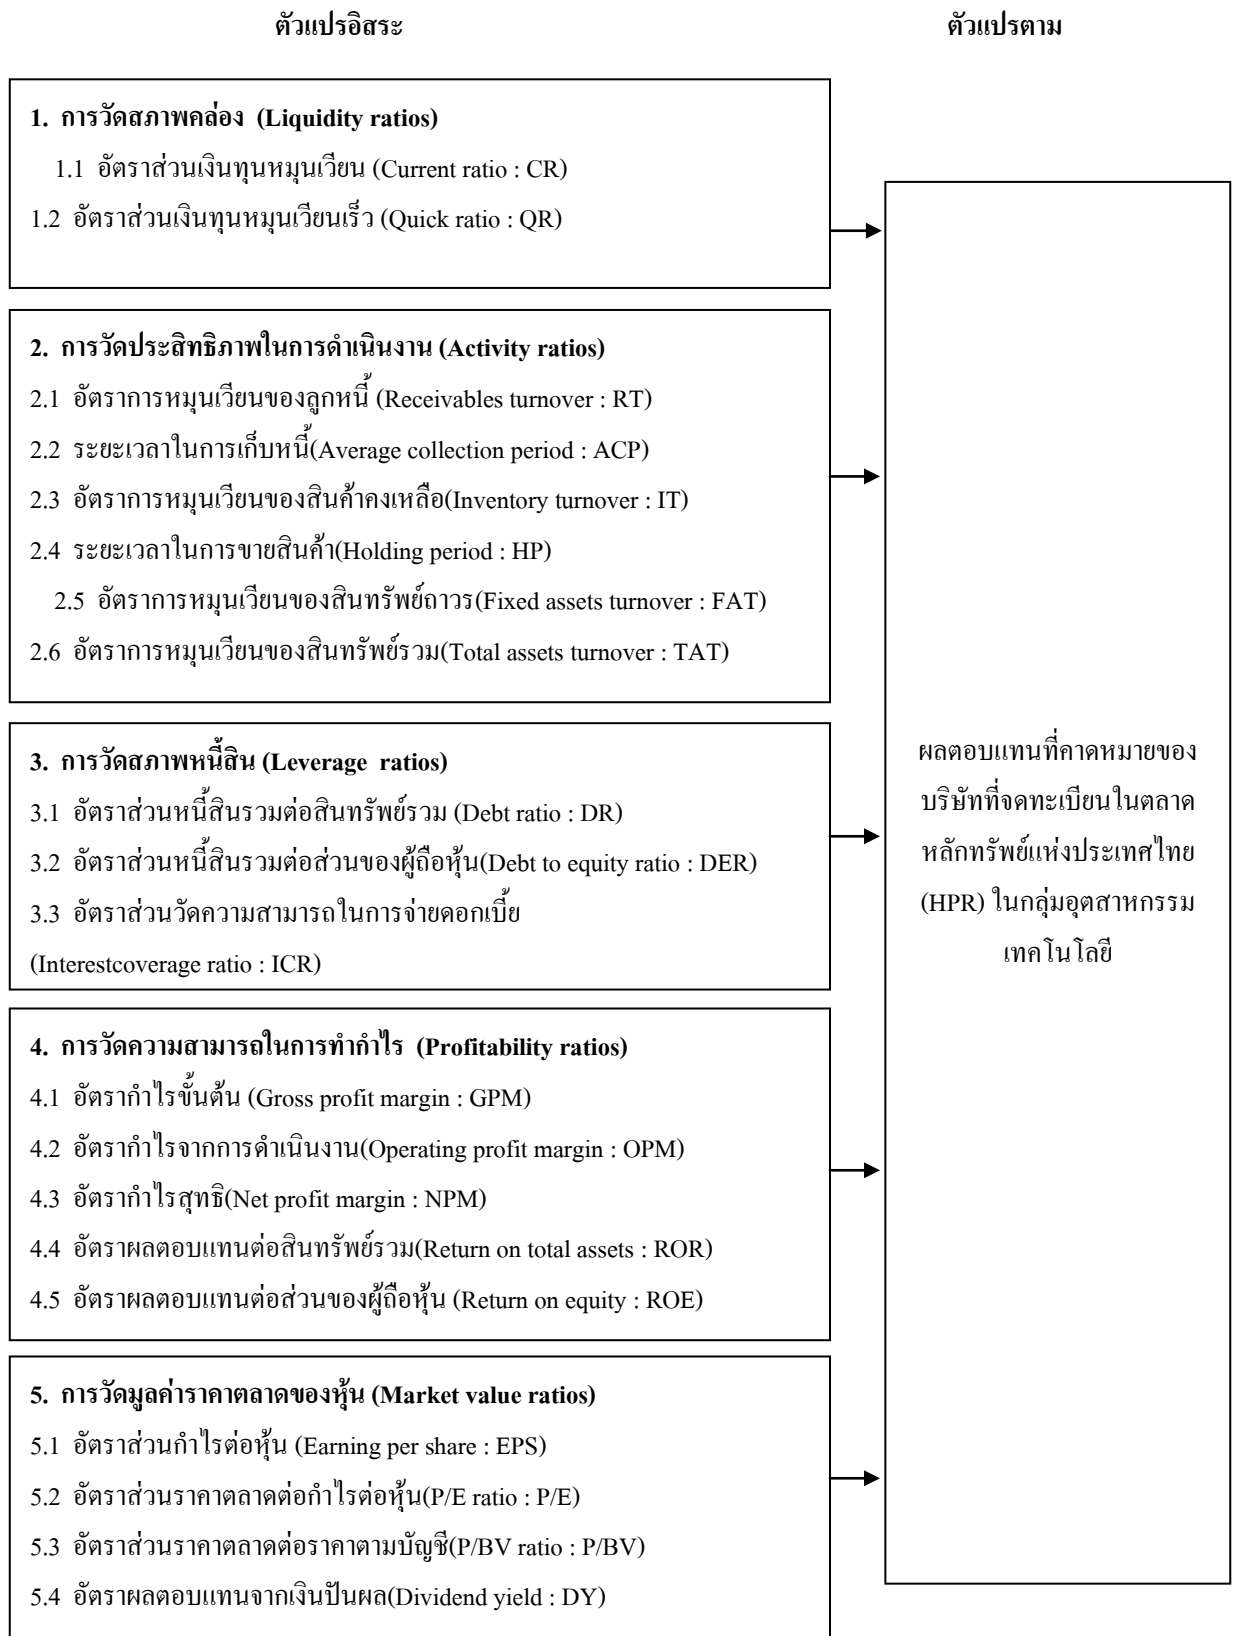 ตัวแปรอิสระ
ตัวแปรตาม
1. การวัดสภาพคล่อง (Liquidity ratios)
1.1 อัตราส่วนเงินทุนหมุนเวียน (Current ratio : CR)
1.2 อัตราส่วนเงินทุนหมุนเวียนเร็ว (Quick ratio : QR)
2. การวัดประสิทธิภาพในการดำเนินงาน (Activity ratios)
2.1 อัตราการหมุนเวียนของลูกหนี้ (Receivables turnover : RT)
2.2 ระยะเวลาในการเก็บหนี้(Average collection period : ACP)
2.3 อัตราการหมุนเวียนของสินค้าคงเหลือ(Inventory turnover : IT)
2.4 ระยะเวลาในการขายสินค้า(Holding period : HP)
2.5 อัตราการหมุนเวียนของสินทรัพย์ถาวร(Fixed assets turnover : FAT)
2.6 อัตราการหมุนเวียนของสินทรัพย์รวม(Total assets turnover : TAT)
3. การวัดสภาพหนี้สิน (Leverage ratios)
3.1 อัตราส่วนหนี้สินรวมต่อสินทรัพย์รวม (Debt ratio : DR)
3.2 อัตราส่วนหนี้สินรวมต่อส่วนของผู้ถือหุ้น(Debt to equity ratio : DER)
3.3 อัตราส่วนวัดความสามารถในการจ่ายดอกเบี้ย
(Interestcoverage ratio : ICR)
4. การวัดความสามารถในการทำกำไร (Profitability ratios)
4.1 อัตรากำไรขั้นต้น (Gross profit margin : GPM)
4.2 อัตรากำไรจากการดำเนินงาน(Operating profit margin : OPM)
4.3 อัตรากำไรสุทธิ(Net profit margin : NPM)
4.4 อัตราผลตอบแทนต่อสินทรัพย์รวม(Return on total assets : ROR)
4.5 อัตราผลตอบแทนต่อส่วนของผู้ถือหุ้น (Return on equity : ROE)
5. การวัดมูลค่าราคาตลาดของหุ้น (Market value ratios)
5.1 อัตราส่วนกำไรต่อหุ้น (Earning per share : EPS)
5.2 อัตราส่วนราคาตลาดต่อกำไรต่อหุ้น(P/E ratio : P/E)
5.3 อัตราส่วนราคาตลาดต่อราคาตามบัญชี(P/BV ratio : P/BV)
5.4 อัตราผลตอบแทนจากเงินปันผล(Dividend yield : DY)
ผลตอบแทนที่คาดหมายของ
บริษัทที่จดทะเบียนในตลาด
หลักทรัพย์แห่งประเทศไทย
(HPR) ในกลุ่มอุตสาหกรรม
เทคโนโลยี